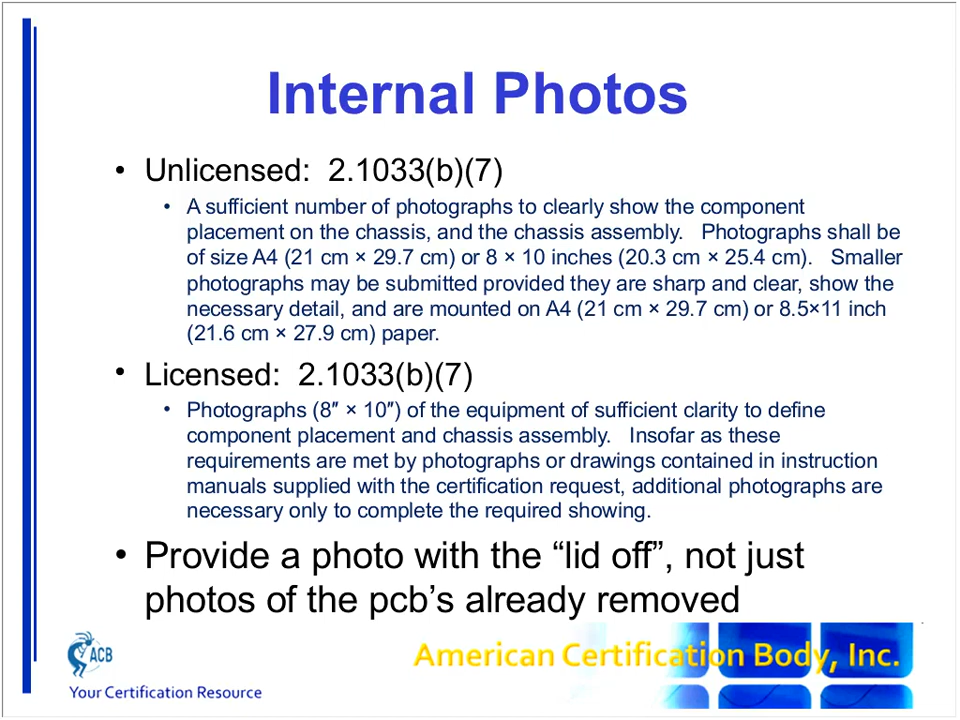 Internal Photos
• Unlicensed:  2.1033(b)(7)
• A sufficient number of photographs to clearly show the component
placement on the chassis, and the chassis assembly.   Photographs shall be
of size A4 (21 cm × 29.7 cm) or 8 × 10 inches (20.3 cm × 25.4 cm).   Smaller
photographs may be submitted provided they are sharp and clear, show the
necessary detail, and are mounted on A4 (21 cm × 29.7 cm) or 8.5×11 inch
(21.6 cm × 27.9 cm) paper.
• Licensed:  2.1033(b)(7)
• Photographs (8″ × 10″) of the equipment of sufficient clarity to define
component placement and chassis assembly.   Insofar as these
requirements are met by photographs or drawings contained in instruction
manuals supplied with the certification request, additional photographs are
necessary only to complete the required showing.
• Provide a photo with the “lid off”, not just
photos of the pcb’s already removed
ACB
American Certification Body, Inc.
Your Certification Resource